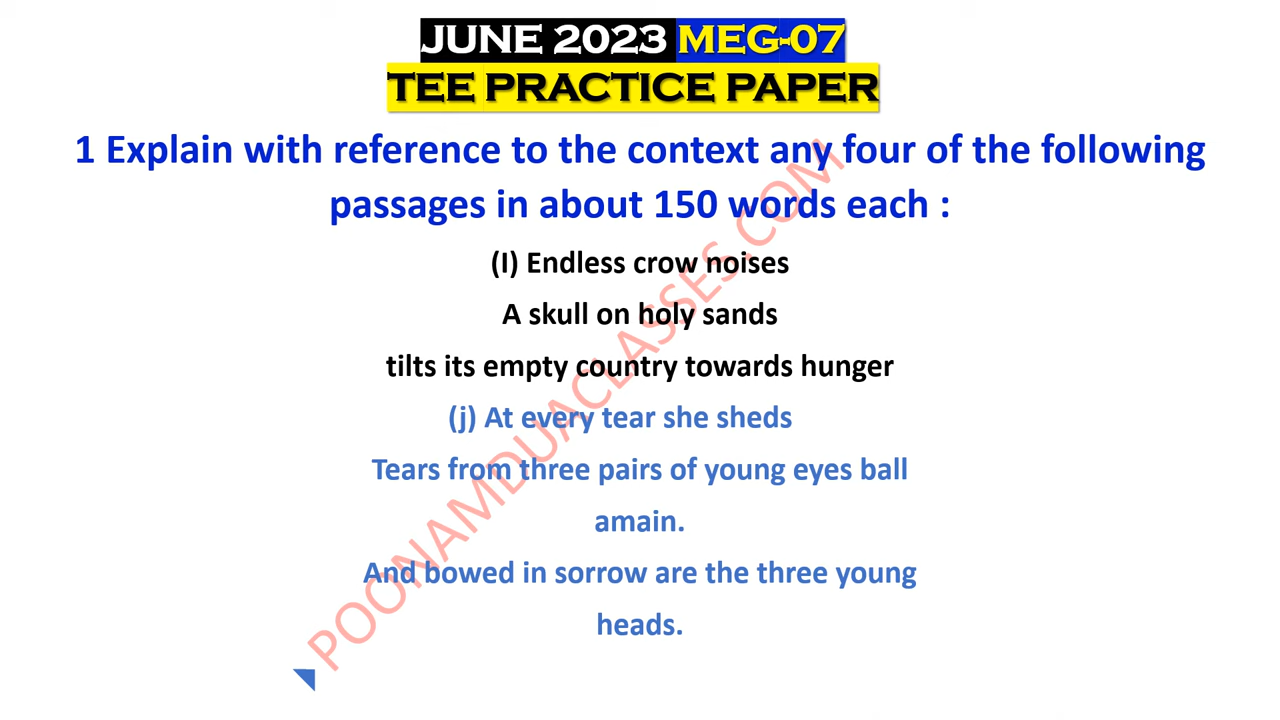 JUNE 2023 MEG-07
TEE PRACTICE PAPER
1 Explain with reference to the context any four of the following
passages in about 150 words each :
(I) Endless crow noises
A skull on holy sands
tilts its empty country towards hunger
(j) At every tear she sheds
Tears from three pairs of young eyes ball
amain.
And bowed in sorrow are the three young
heads.
POONAMDUACLASSES.COM